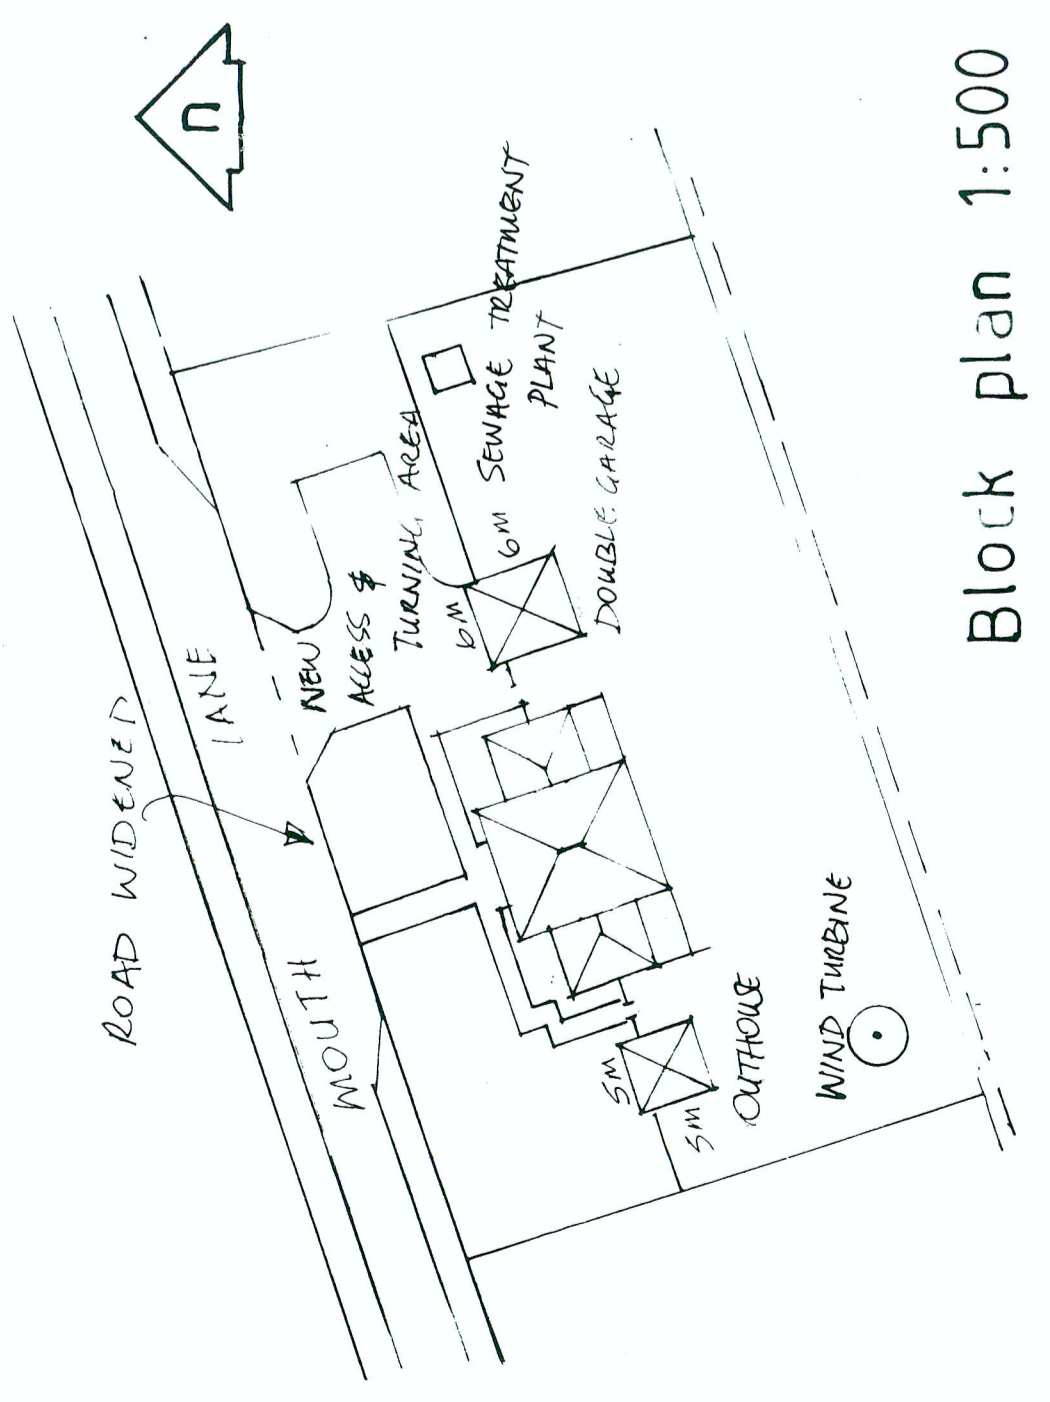 n
ROAD WIDENED
MOUTH LANE
NEW
ACCESS &
TURNING AREA
6M
6M
SEWAGE TREATMENT
PLANT
DOUBLE GARAGE
5M
5M
OUTHOUSE
WIND TURBINE
Block plan 1:500